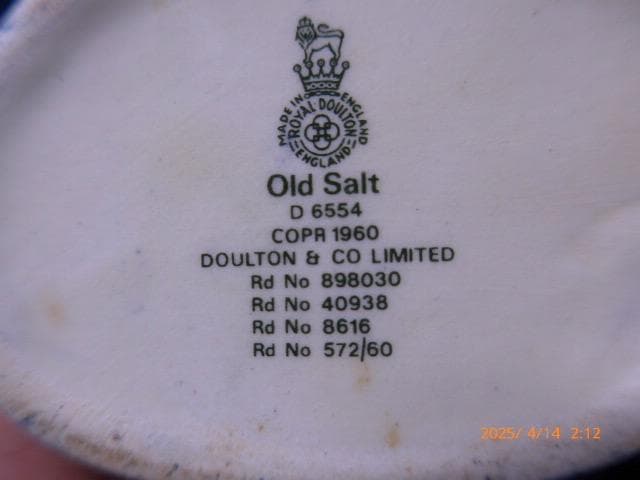 MADE IN ENGLAND
ROYAL DOULTON
ENGLAND
Old Salt
D 6554
COPR 1960
DOULTON & CO LIMITED
Rd No 898030
Rd No 40938
Rd No 8616
Rd No 572/60
2025/ 4/14 2:12